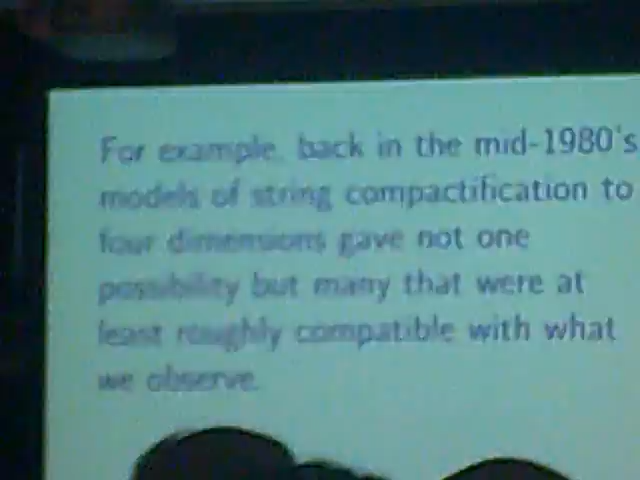 For example, back in the mid-1980's
models of string compactification to
four dimensions gave not one
possibility but many that were at
least roughly compatible with what
we observe.